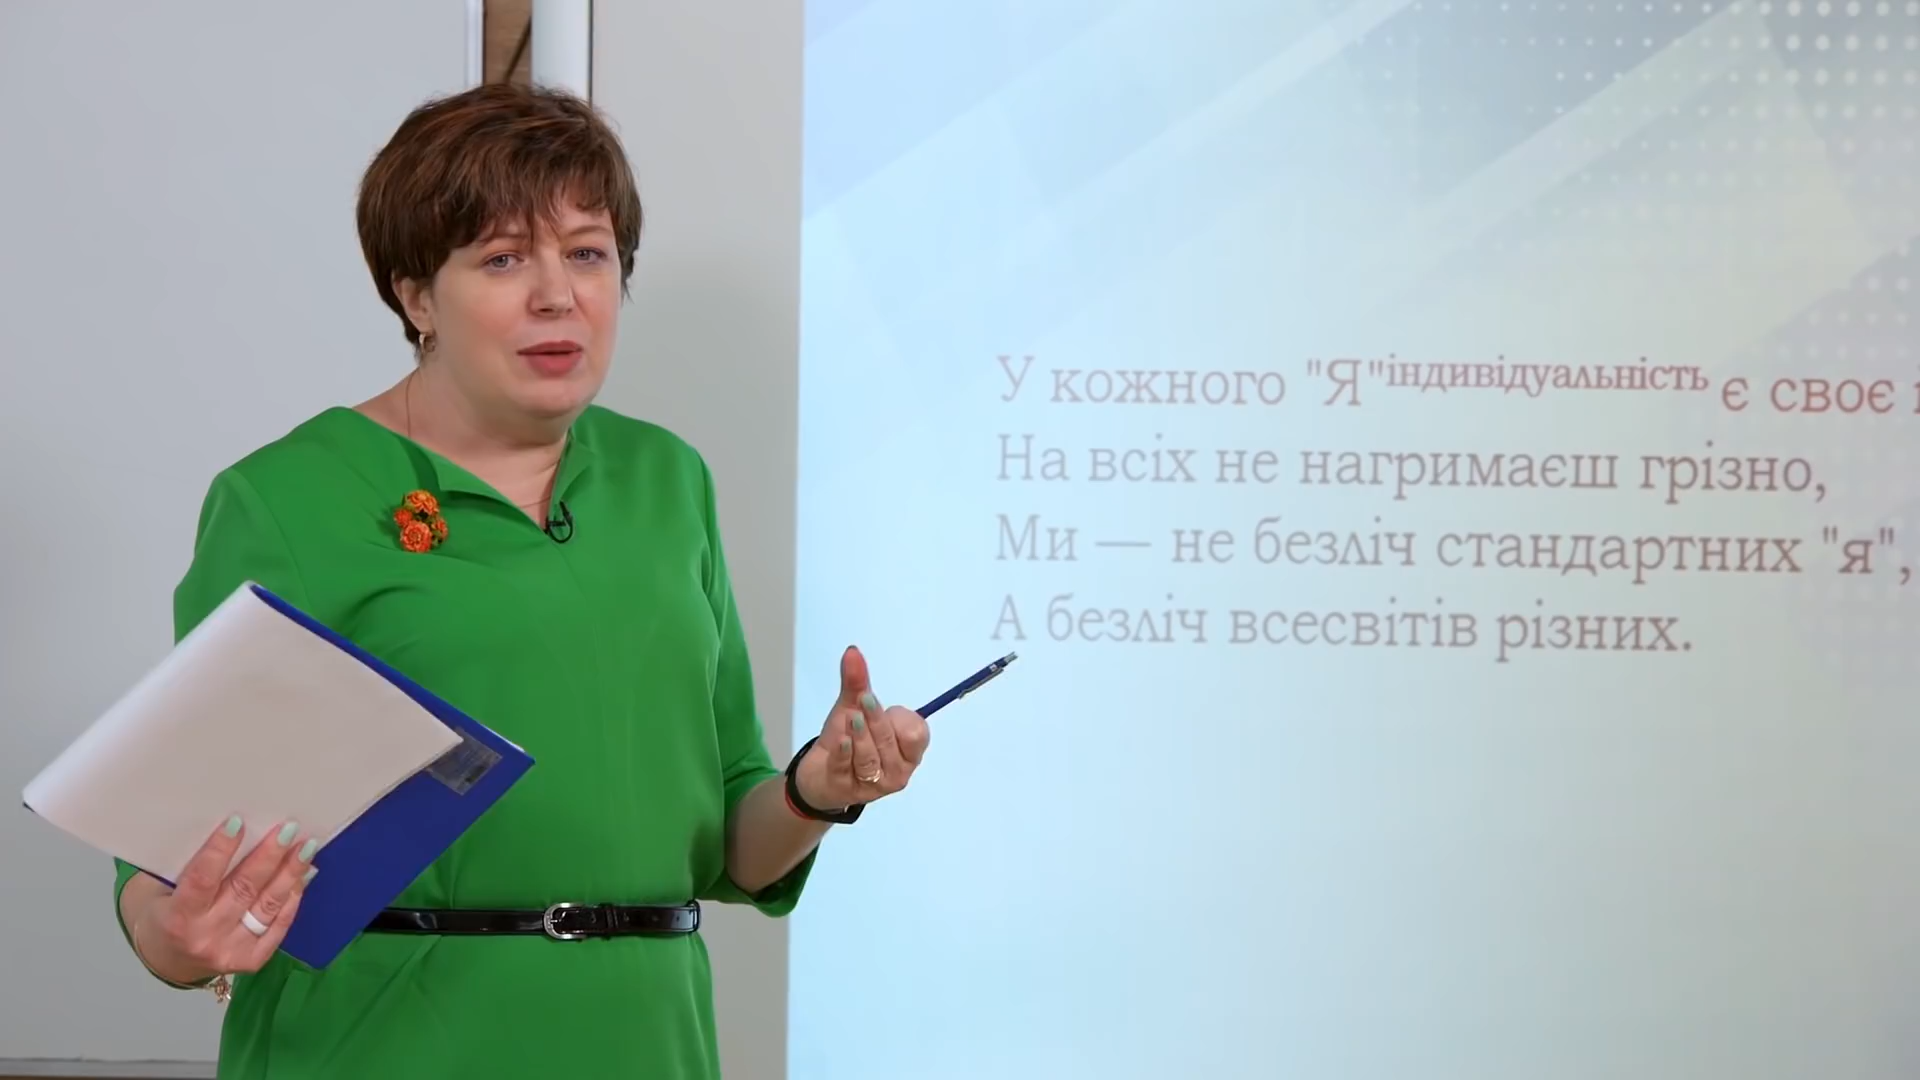 У кожного "Я"індивідуальність є своє
На всіх не нагримаєш грізно,
Ми — не безліч стандартних "я",
А безліч всесвітів різних.